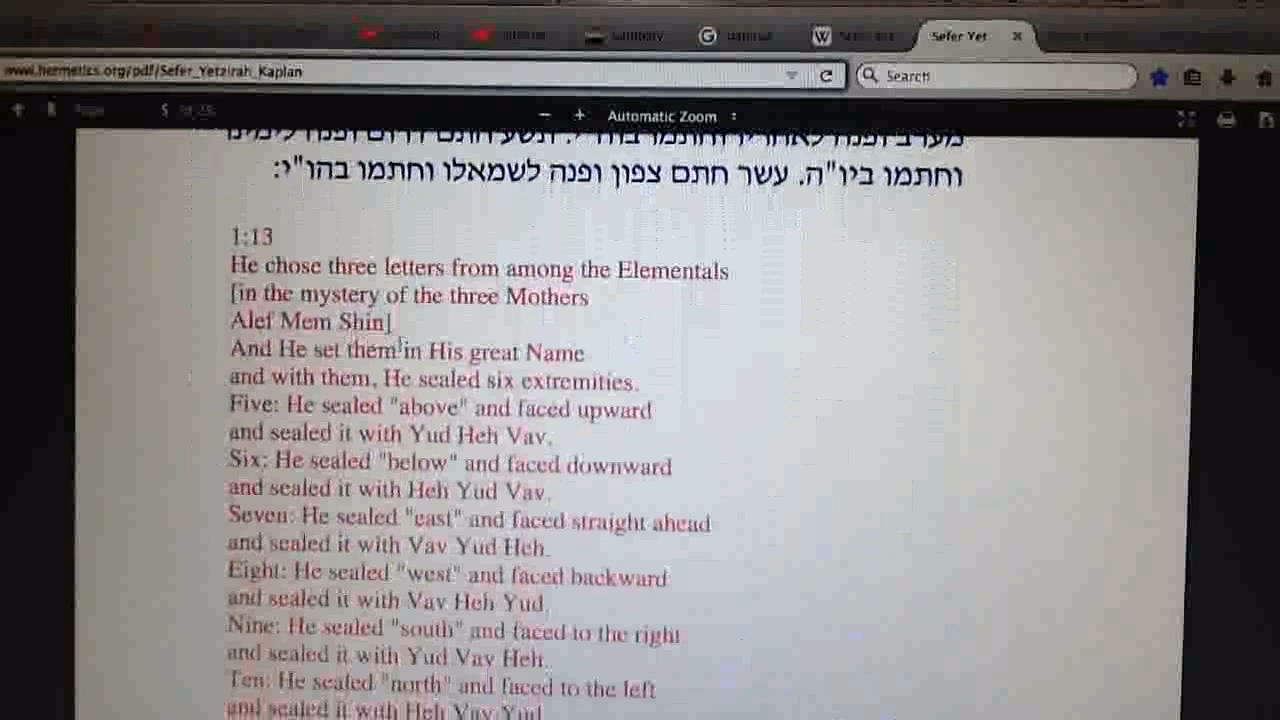 Sefer Yet
www.hermetics.org/pdf/Sefer_Yetzirah_Kaplan
Search
Page
Automatic Zoom
וחתמו ביו"ה. עשר חתם צפון ופנה לשמאלו וחתמו בהו"י:
1:13
He chose three letters from among the Elementals
[in the mystery of the three Mothers
Alef Mem Shin]
And He set them in His great Name
and with them, He sealed six extremities.
Five: He sealed "above" and faced upward
and sealed it with Yud Heh Vav.
Six: He sealed "below" and faced downward
and sealed it with Heh Yud Vav.
Seven: He sealed "east" and faced straight ahead
and sealed it with Vav Yud Heh.
Eight: He sealed "west" and faced backward
and sealed it with Vav Heh Yud.
Nine: He sealed "south" and faced to the right
and sealed it with Yud Vav Heh.
Ten: He sealed "north" and faced to the left
and sealed it with Heh Vav Yud